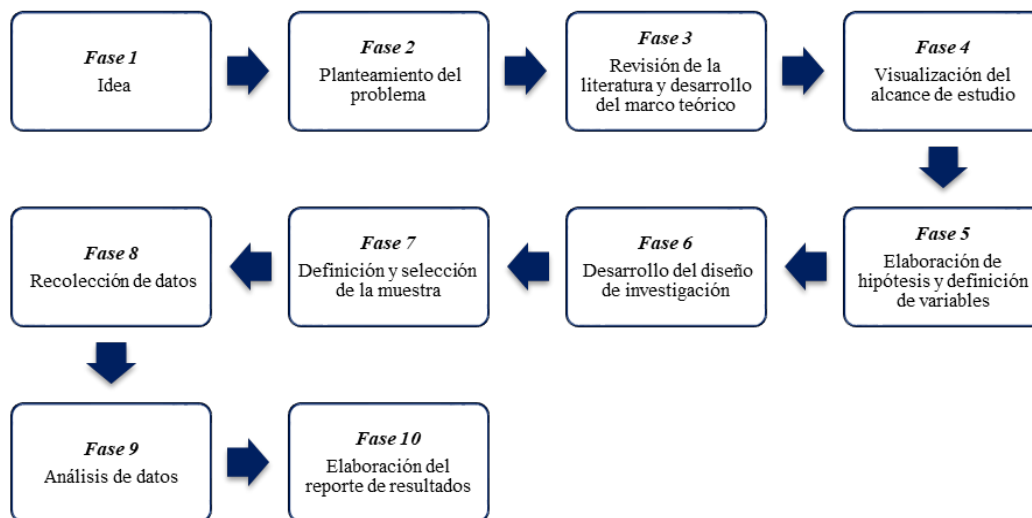 Fase 1
Idea
Fase 2
Planteamiento del
problema
Fase 3
Revisión de la
literatura y desarrollo
del marco teórico
Fase 4
Visualización del
alcance de estudio
Fase 5
Elaboración de
hipótesis y definición
de variables
Fase 6
Desarrollo del diseño
de investigación
Fase 7
Definición y selección
de la muestra
Fase 8
Recolección de datos
Fase 9
Análisis de datos
Fase 10
Elaboración del
reporte de resultados